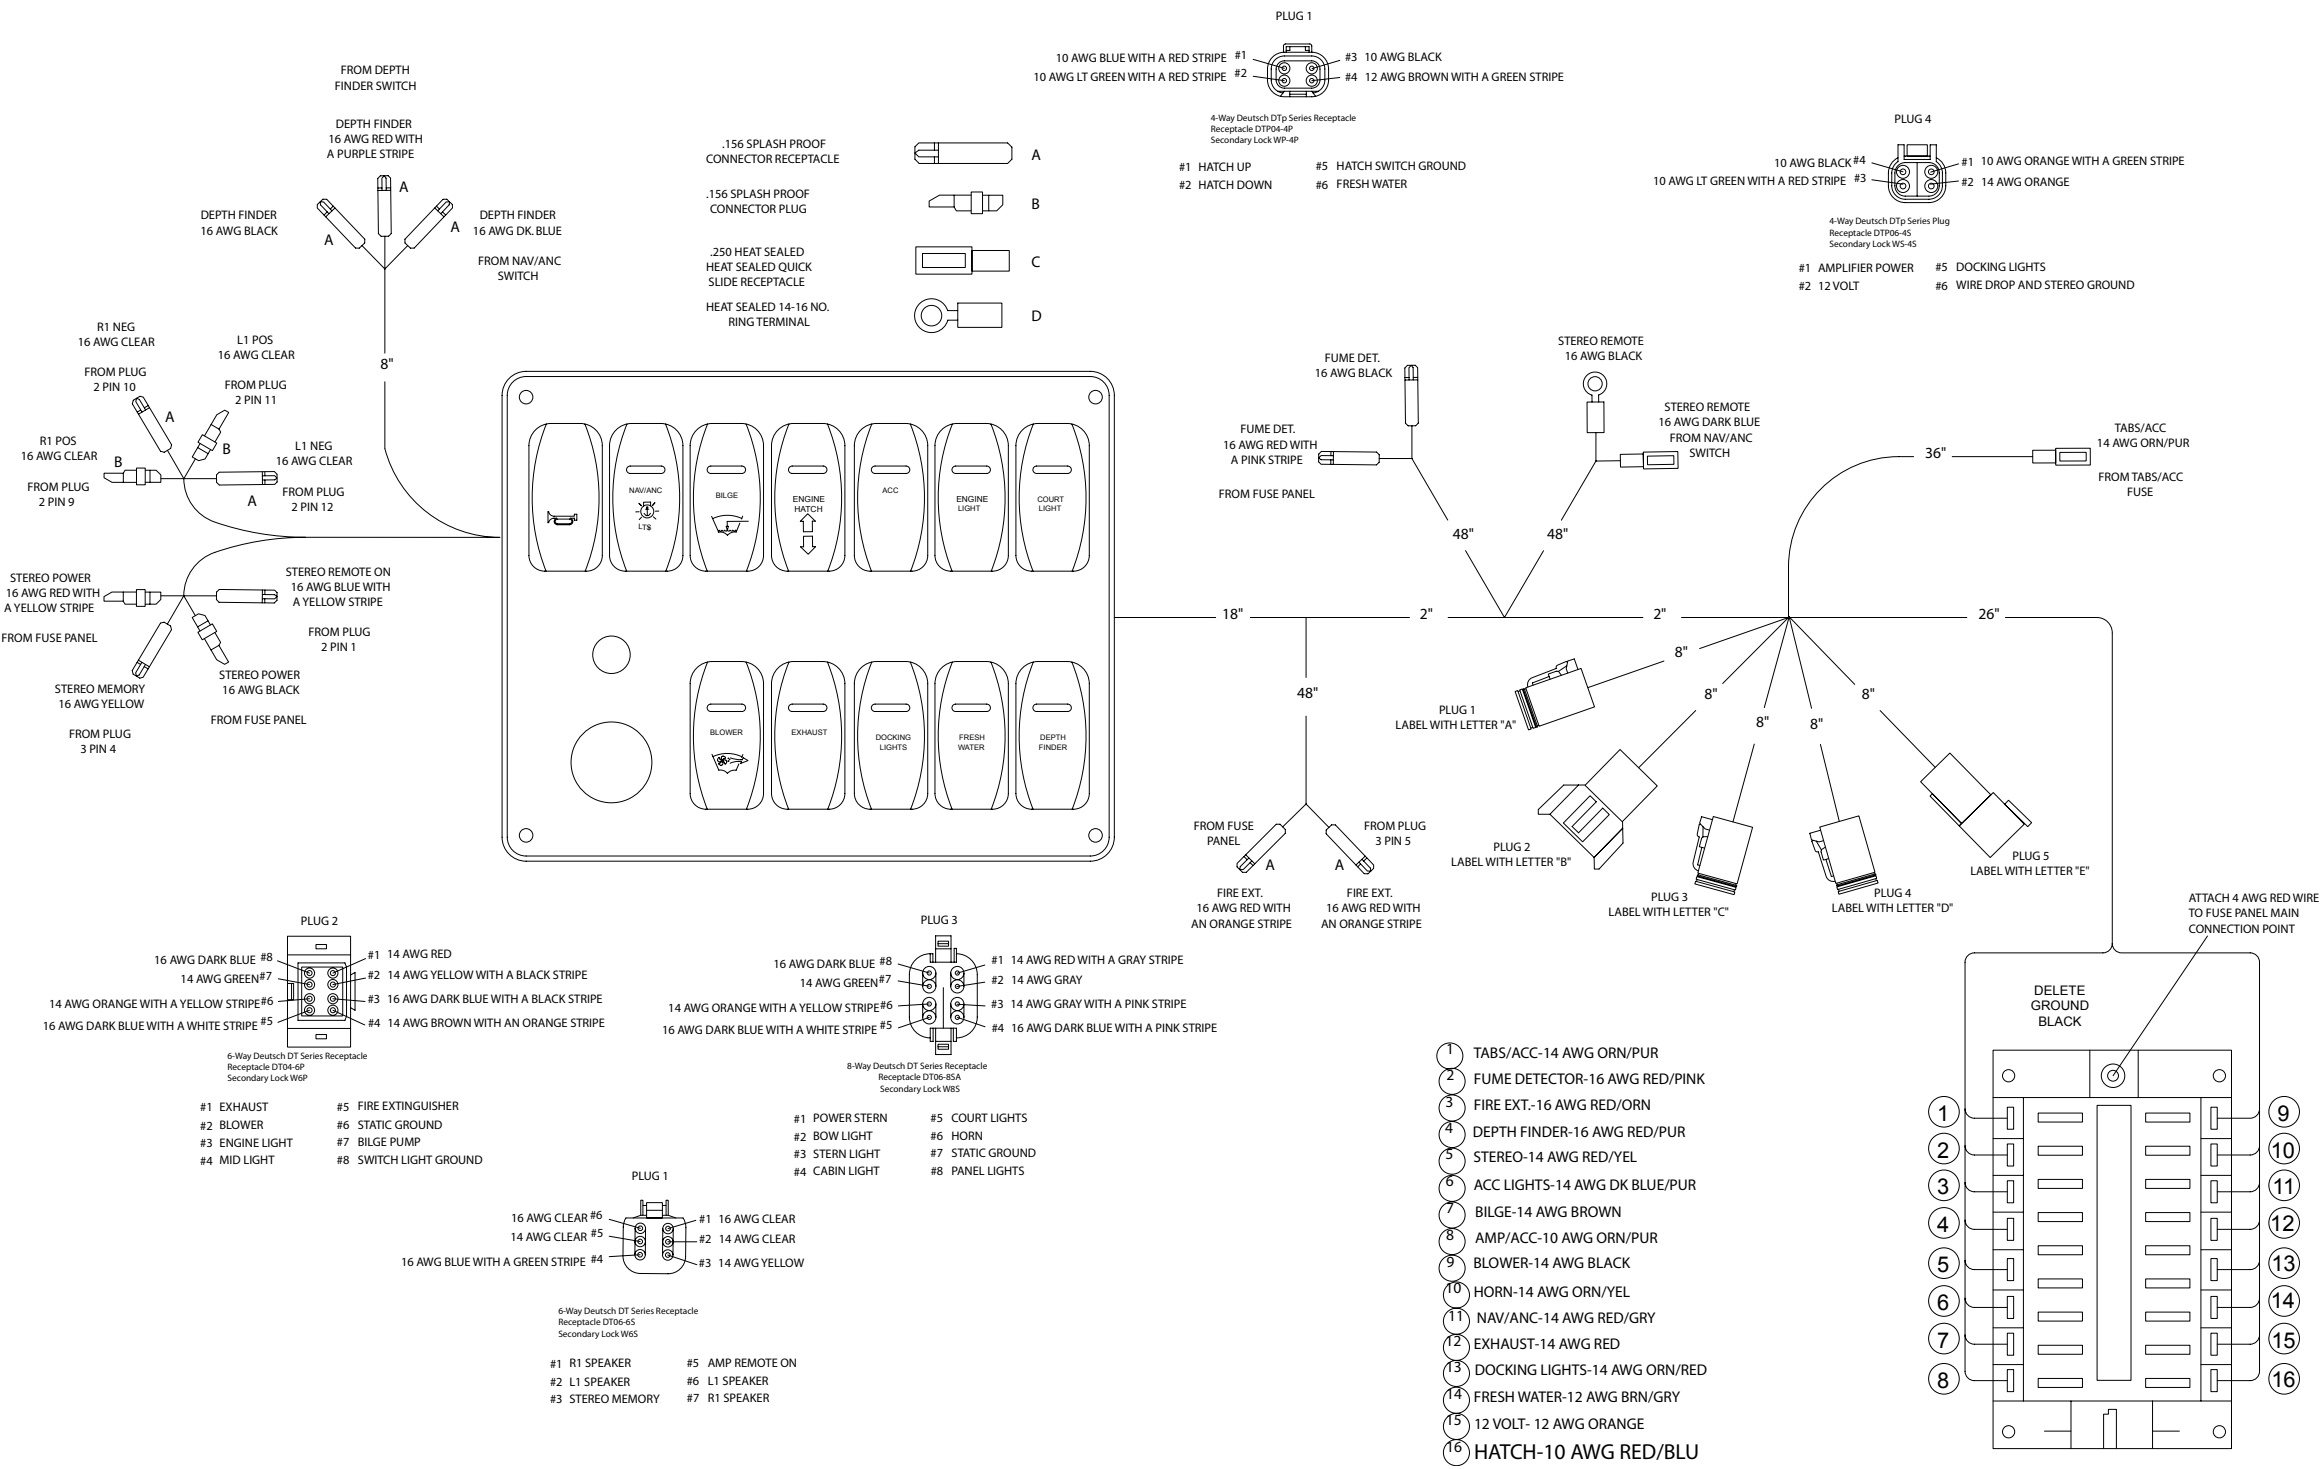 PLUG 1
10 AWG BLUE WITH A RED STRIPE #1
10 AWG LT GREEN WITH A RED STRIPE #2
#3 10 AWG BLACK
#4 12 AWG BROWN WITH A GREEN STRIPE
4-Way Deutsch DTp Series Receptacle
Receptacle DTP04-4P
Secondary Lock WP-4P
#1 HATCH UP
#2 HATCH DOWN
#5 HATCH SWITCH GROUND
#6 FRESH WATER
PLUG 4
10 AWG BLACK #4
10 AWG LT GREEN WITH A RED STRIPE #3
#1 10 AWG ORANGE WITH A GREEN STRIPE
#2 14 AWG ORANGE
4-Way Deutsch DTp Series Plug
Receptacle DTP06-4S
Secondary Lock WS-4S
#1 AMPLIFIER POWER
#2 12 VOLT
#5 DOCKING LIGHTS
#6 WIRE DROP AND STEREO GROUND
FROM DEPTH
FINDER SWITCH
DEPTH FINDER
16 AWG RED WITH
A PURPLE STRIPE
A
DEPTH FINDER
16 AWG BLACK
A
DEPTH FINDER
16 AWG DK. BLUE
A
FROM NAV/ANC
SWITCH
8"
.156 SPLASH PROOF
CONNECTOR RECEPTACLE
A
.156 SPLASH PROOF
CONNECTOR PLUG
B
.250 HEAT SEALED
HEAT SEALED QUICK
SLIDE RECEPTACLE
C
HEAT SEALED 14-16 NO.
RING TERMINAL
D
R1 NEG
16 AWG CLEAR
FROM PLUG
2 PIN 10
A
L1 POS
16 AWG CLEAR
FROM PLUG
2 PIN 11
B
R1 POS
16 AWG CLEAR
B
FROM PLUG
2 PIN 9
L1 NEG
16 AWG CLEAR
A
FROM PLUG
2 PIN 12
STEREO POWER
16 AWG RED WITH
A YELLOW STRIPE
FROM FUSE PANEL
STEREO REMOTE ON
16 AWG BLUE WITH
A YELLOW STRIPE
FROM PLUG
2 PIN 1
STEREO MEMORY
16 AWG YELLOW
FROM PLUG
3 PIN 4
STEREO POWER
16 AWG BLACK
FROM FUSE PANEL
NAV/ANC
LTS
BILGE
ENGINE
HATCH
ACC
ENGINE
LIGHT
COURT
LIGHT
BLOWER
EXHAUST
DOCKING
LIGHTS
FRESH
WATER
DEPTH
FINDER
FUME DET.
16 AWG BLACK
FUME DET.
16 AWG RED WITH
A PINK STRIPE
FROM FUSE PANEL
48"
STEREO REMOTE
16 AWG BLACK
STEREO REMOTE
16 AWG DARK BLUE
FROM NAV/ANC
SWITCH
48"
36"
TABS/ACC
14 AWG ORN/PUR
FROM TABS/ACC
FUSE
18"
2"
2"
26"
48"
FROM FUSE
PANEL
A
FIRE EXT.
16 AWG RED WITH
AN ORANGE STRIPE
FROM PLUG
3 PIN 5
A
FIRE EXT.
16 AWG RED WITH
AN ORANGE STRIPE
8"
8"
8"
8"
8"
PLUG 1
LABEL WITH LETTER "A"
PLUG 2
LABEL WITH LETTER "B"
PLUG 3
LABEL WITH LETTER "C"
PLUG 4
LABEL WITH LETTER "D"
PLUG 5
LABEL WITH LETTER "E"
ATTACH 4 AWG RED WIRE
TO FUSE PANEL MAIN
CONNECTION POINT
DELETE
GROUND
BLACK
PLUG 2
16 AWG DARK BLUE #8
14 AWG GREEN #7
14 AWG ORANGE WITH A YELLOW STRIPE #6
16 AWG DARK BLUE WITH A WHITE STRIPE #5
#1 14 AWG RED
#2 14 AWG YELLOW WITH A BLACK STRIPE
#3 16 AWG DARK BLUE WITH A BLACK STRIPE
#4 14 AWG BROWN WITH AN ORANGE STRIPE
6-Way Deutsch DT Series Receptacle
Receptacle DT04-6P
Secondary Lock W6P
#1 EXHAUST
#2 BLOWER
#3 ENGINE LIGHT
#4 MID LIGHT
#5 FIRE EXTINGUISHER
#6 STATIC GROUND
#7 BILGE PUMP
#8 SWITCH LIGHT GROUND
PLUG 3
16 AWG DARK BLUE #8
14 AWG GREEN #7
14 AWG ORANGE WITH A YELLOW STRIPE #6
16 AWG DARK BLUE WITH A WHITE STRIPE #5
#1 14 AWG RED WITH A GRAY STRIPE
#2 14 AWG GRAY
#3 14 AWG GRAY WITH A PINK STRIPE
#4 16 AWG DARK BLUE WITH A PINK STRIPE
8-Way Deutsch DT Series Receptacle
Receptacle DT06-8SA
Secondary Lock W8S
#1 POWER STERN
#2 BOW LIGHT
#3 STERN LIGHT
#4 CABIN LIGHT
#5 COURT LIGHTS
#6 HORN
#7 STATIC GROUND
#8 PANEL LIGHTS
PLUG 1
16 AWG CLEAR #6
14 AWG CLEAR #5
16 AWG BLUE WITH A GREEN STRIPE #4
#1 16 AWG CLEAR
#2 14 AWG CLEAR
#3 14 AWG YELLOW
6-Way Deutsch DT Series Receptacle
Receptacle DT06-6S
Secondary Lock W6S
#1 R1 SPEAKER
#2 L1 SPEAKER
#3 STEREO MEMORY
#5 AMP REMOTE ON
#6 L1 SPEAKER
#7 R1 SPEAKER
1 TABS/ACC-14 AWG ORN/PUR
2 FUME DETECTOR-16 AWG RED/PINK
3 FIRE EXT.-16 AWG RED/ORN
4 DEPTH FINDER-16 AWG RED/PUR
5 STEREO-14 AWG RED/YEL
6 ACC LIGHTS-14 AWG DK BLUE/PUR
7 BILGE-14 AWG BROWN
8 AMP/ACC-10 AWG ORN/PUR
9 BLOWER-14 AWG BLACK
10 HORN-14 AWG ORN/YEL
11 NAV/ANC-14 AWG RED/GRY
12 EXHAUST-14 AWG RED
13 DOCKING LIGHTS-14 AWG ORN/RED
14 FRESH WATER-12 AWG BRN/GRY
15 12 VOLT- 12 AWG ORANGE
16 HATCH-10 AWG RED/BLU
1
2
3
4
5
6
7
8
9
10
11
12
13
14
15
16